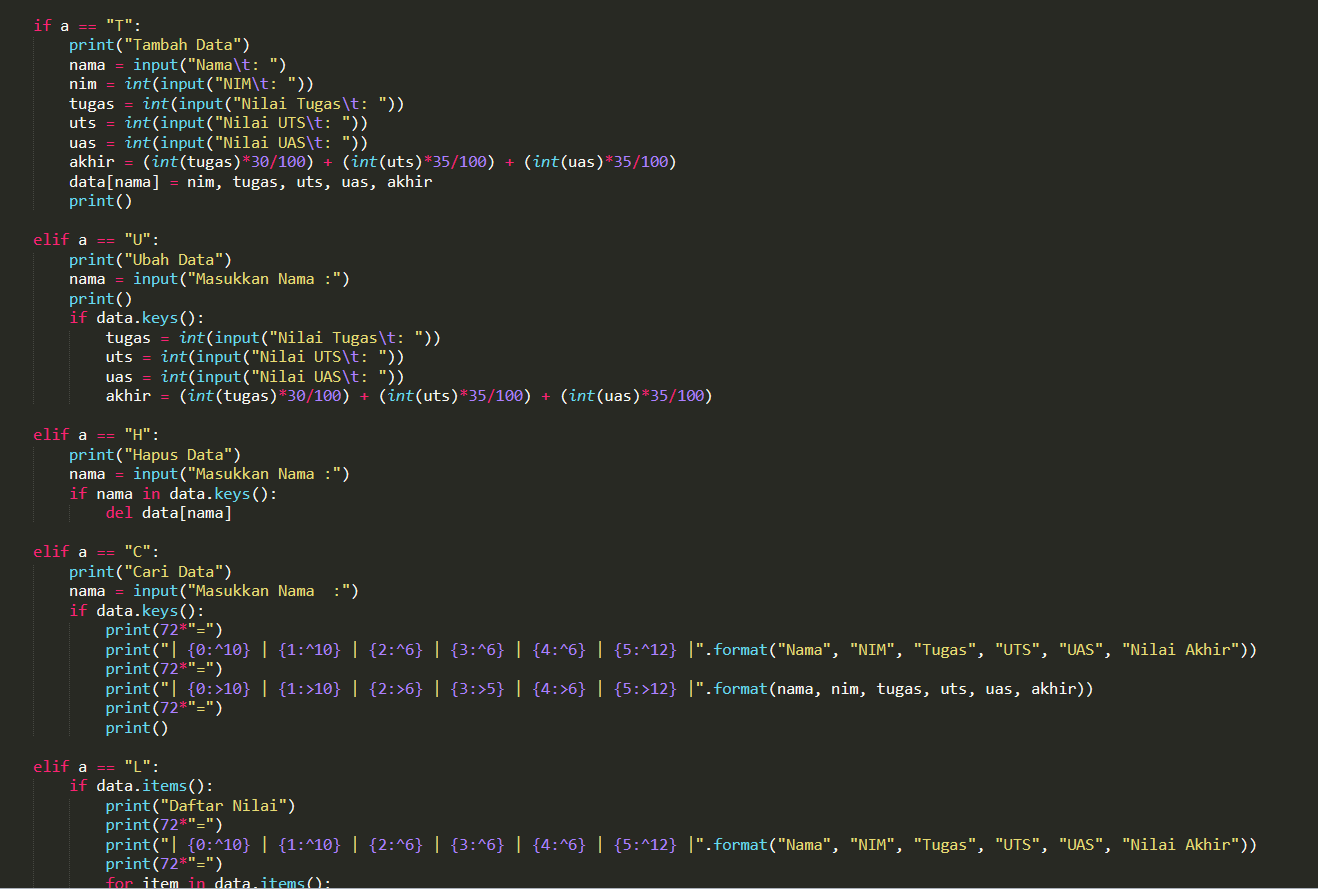 if a == "T":
    print("Tambah Data")
    nama = input("Nama\t: ")
    nim = int(input("NIM\t: "))
    tugas = int(input("Nilai Tugas\t: "))
    uts = int(input("Nilai UTS\t: "))
    uas = int(input("Nilai UAS\t: "))
    akhir = (int(tugas)*30/100) + (int(uts)*35/100) + (int(uas)*35/100)
    data[nama] = nim, tugas, uts, uas, akhir
    print()

elif a == "U":
    print("Ubah Data")
    nama = input("Masukkan Nama :")
    print()
    if data.keys():
        tugas = int(input("Nilai Tugas\t: "))
        uts = int(input("Nilai UTS\t: "))
        uas = int(input("Nilai UAS\t: "))
        akhir = (int(tugas)*30/100) + (int(uts)*35/100) + (int(uas)*35/100)

elif a == "H":
    print("Hapus Data")
    nama = input("Masukkan Nama :")
    if nama in data.keys():
        del data[nama]

elif a == "C":
    print("Cari Data")
    nama = input("Masukkan Nama  :")
    if data.keys():
        print(72*"=")
        print("| {0:^10} | {1:^10} | {2:^6} | {3:^6} | {4:^6} | {5:^12} |".format("Nama", "NIM", "Tugas", "UTS", "UAS", "Nilai Akhir"))
        print(72*"=")
        print("| {0:>10} | {1:>10} | {2:>6} | {3:>5} | {4:>6} | {5:>12} |".format(nama, nim, tugas, uts, uas, akhir))
        print(72*"=")
        print()

elif a == "L":
    if data.items():
        print("Daftar Nilai")
        print(72*"=")
        print("| {0:^10} | {1:^10} | {2:^6} | {3:^6} | {4:^6} | {5:^12} |".format("Nama", "NIM", "Tugas", "UTS", "UAS", "Nilai Akhir"))
        print(72*"=")
        for item in data.items():